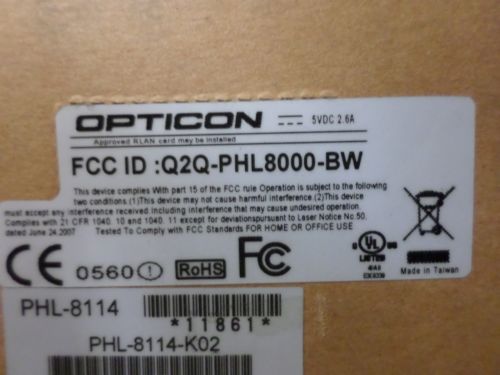 OPTICON
5VDC 2.6A
Approved RLAN card may be installed
FCC ID :Q2Q-PHL8000-BW
This device complies With part 15 of the FCC rule Operation is subject to the following
two conditions.(1)This device may not cause harmful interference.(2)This device
must accept any interference received including interference that may cause undesired operation.
Complies with 21 CFR 1040. 10 and 1040. 11 except for deviationspursuant to Laser Notice No.50,
dated June 24.2007 Tested To Comply with FCC Standards FOR HOME OR OFFICE USE
CE 0560 RoHS FC
UL
LISTED
Made in Taiwan
PHL-8114
*11861*
PHL-8114-K02